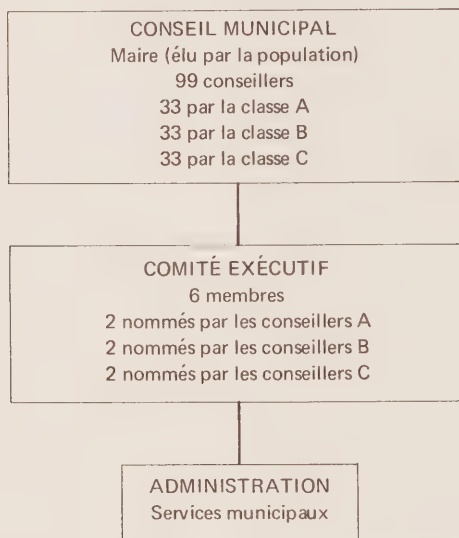 CONSEIL MUNICIPAL
Maire (élu par la population)
99 conseillers
33 par la classe A
33 par la classe B
33 par la classe C
COMITÉ EXÉCUTIF
6 membres
2 nommés par les conseillers A
2 nommés par les conseillers B
2 nommés par les conseillers C
ADMINISTRATION
Services municipaux